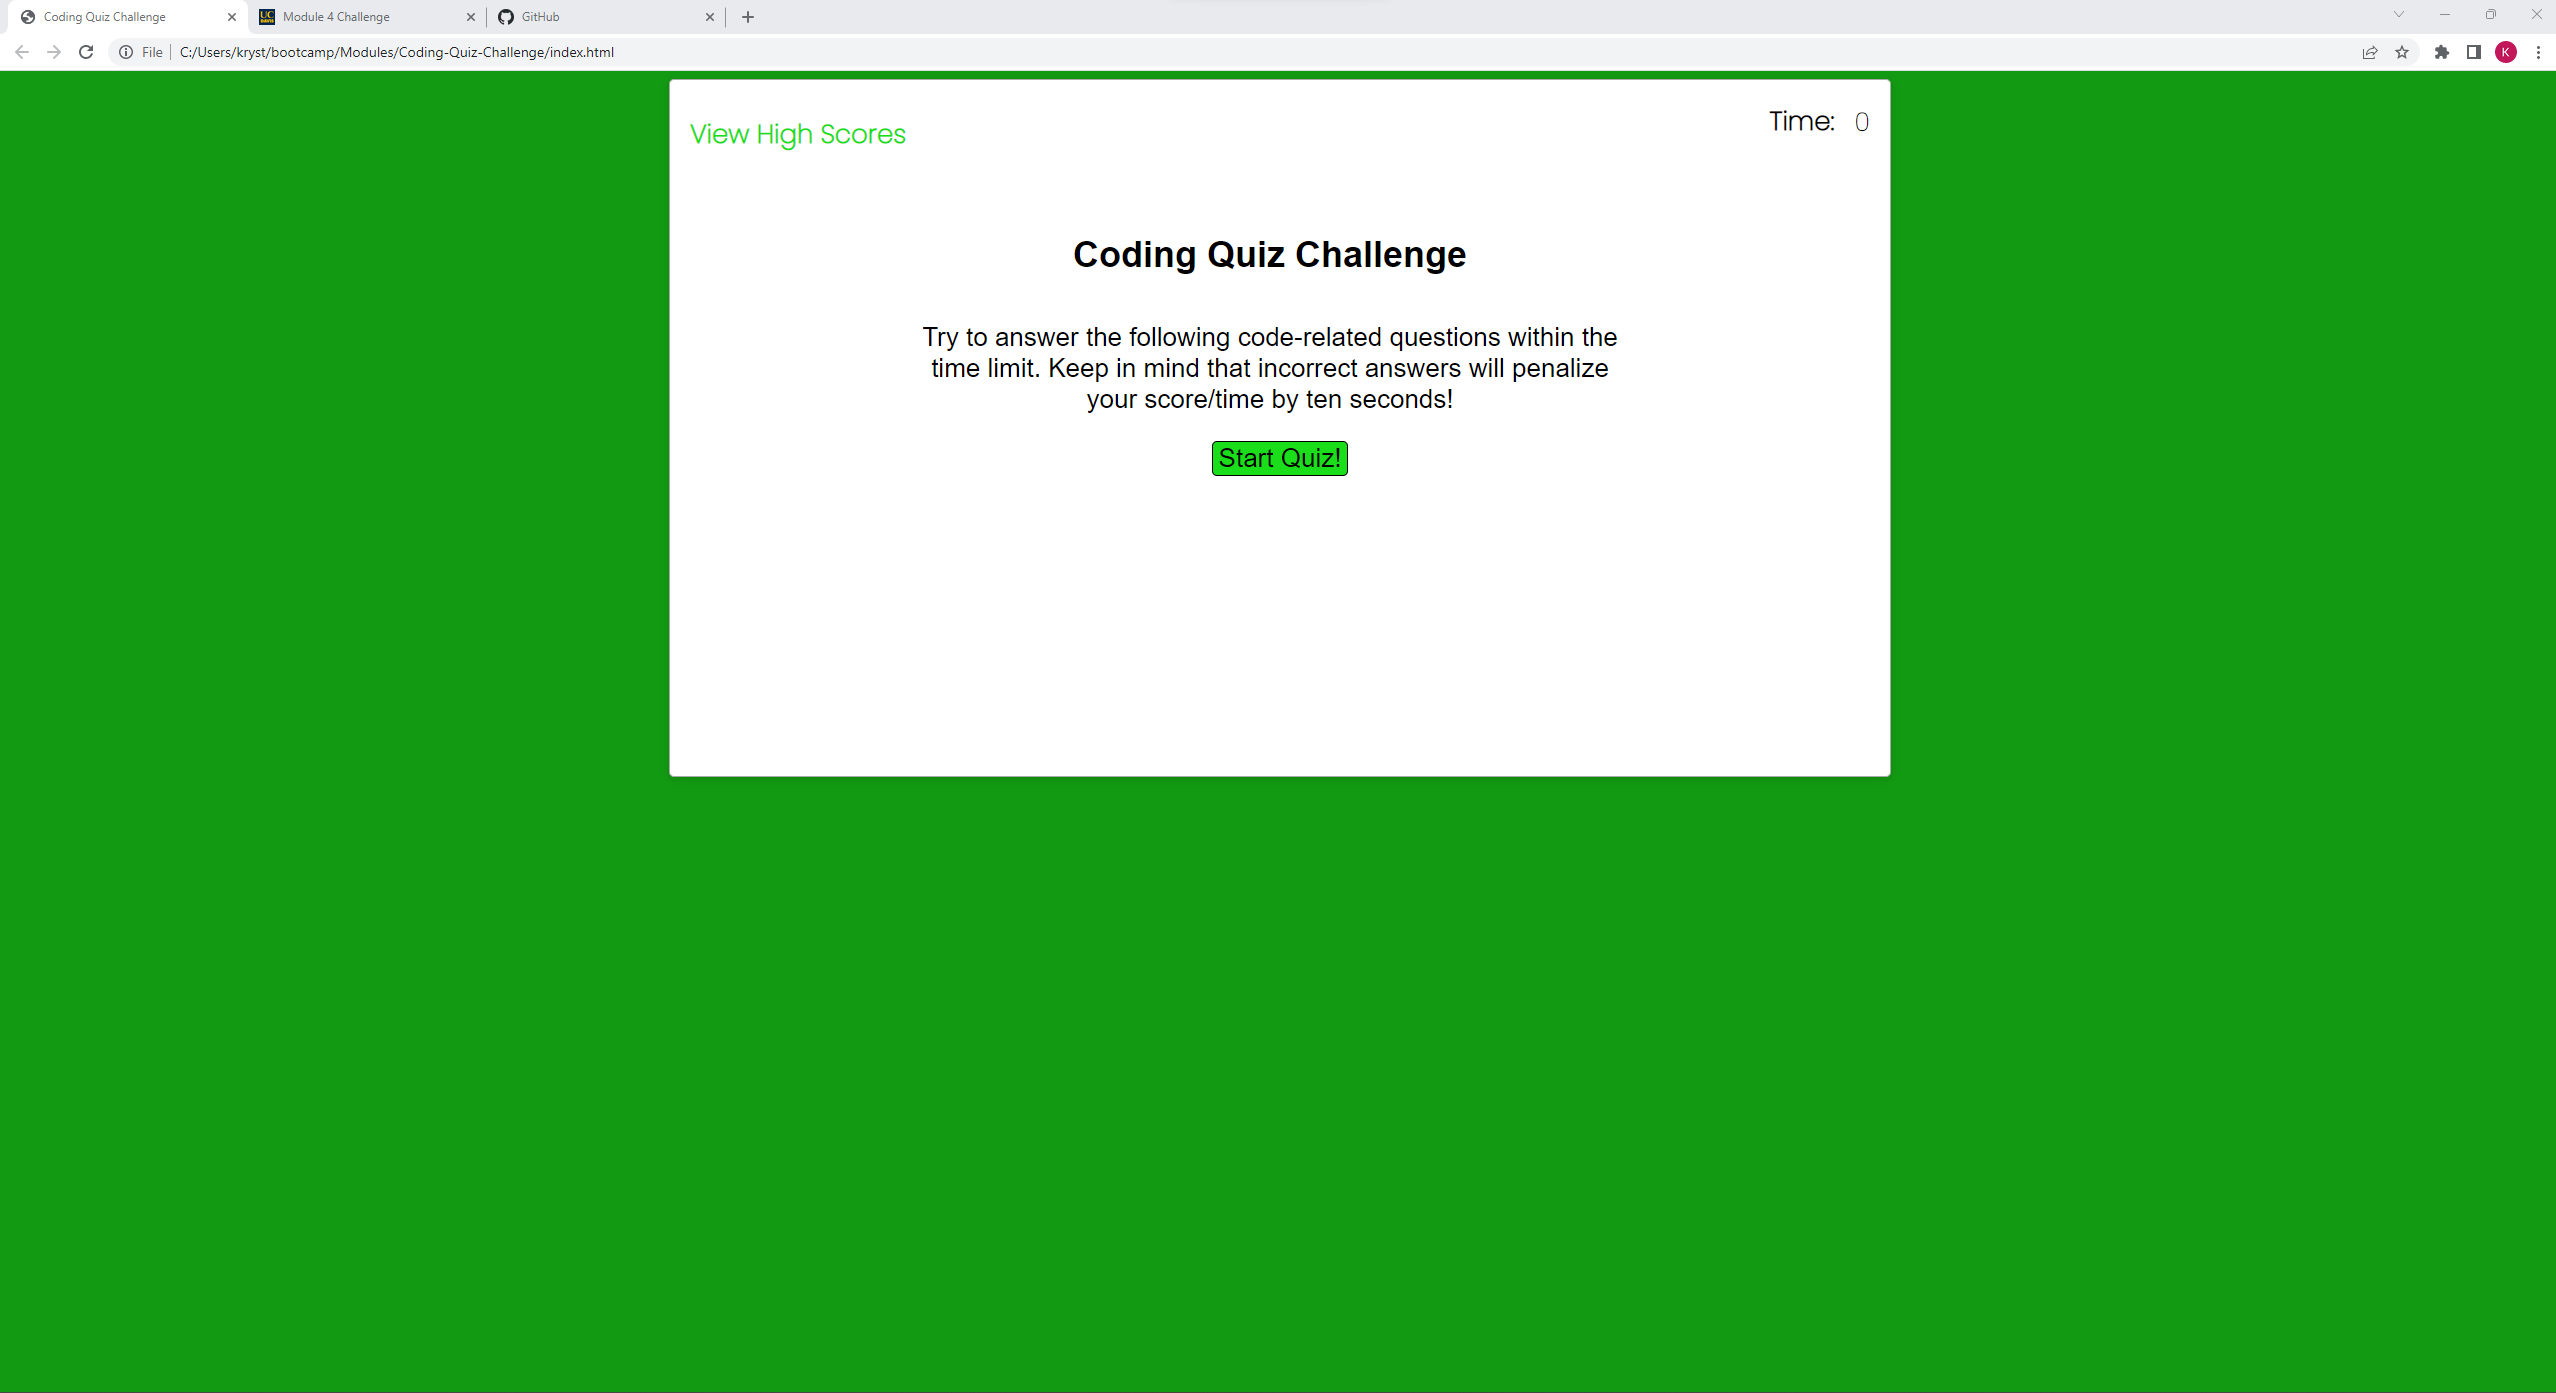 Coding Quiz Challenge
UC DAVIS Module 4 Challenge
GitHub
File C:/Users/kryst/bootcamp/Modules/Coding-Quiz-Challenge/index.html
K
View High Scores
Time: 0
Coding Quiz Challenge
Try to answer the following code-related questions within the
time limit. Keep in mind that incorrect answers will penalize
your score/time by ten seconds!
Start Quiz!